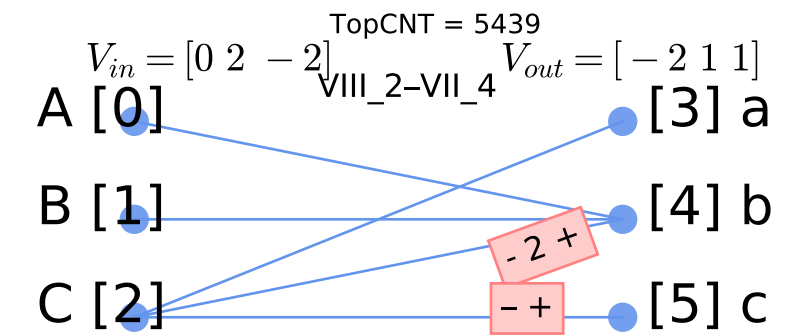 TopCNT = 5439
V_in = [0 2 − 2]
V_out = [ − 2 1 1]
VIII_2−VII_4
A [0]
[3] a
B [1]
[4] b
- 2 +
C [2]
− +
[5] c